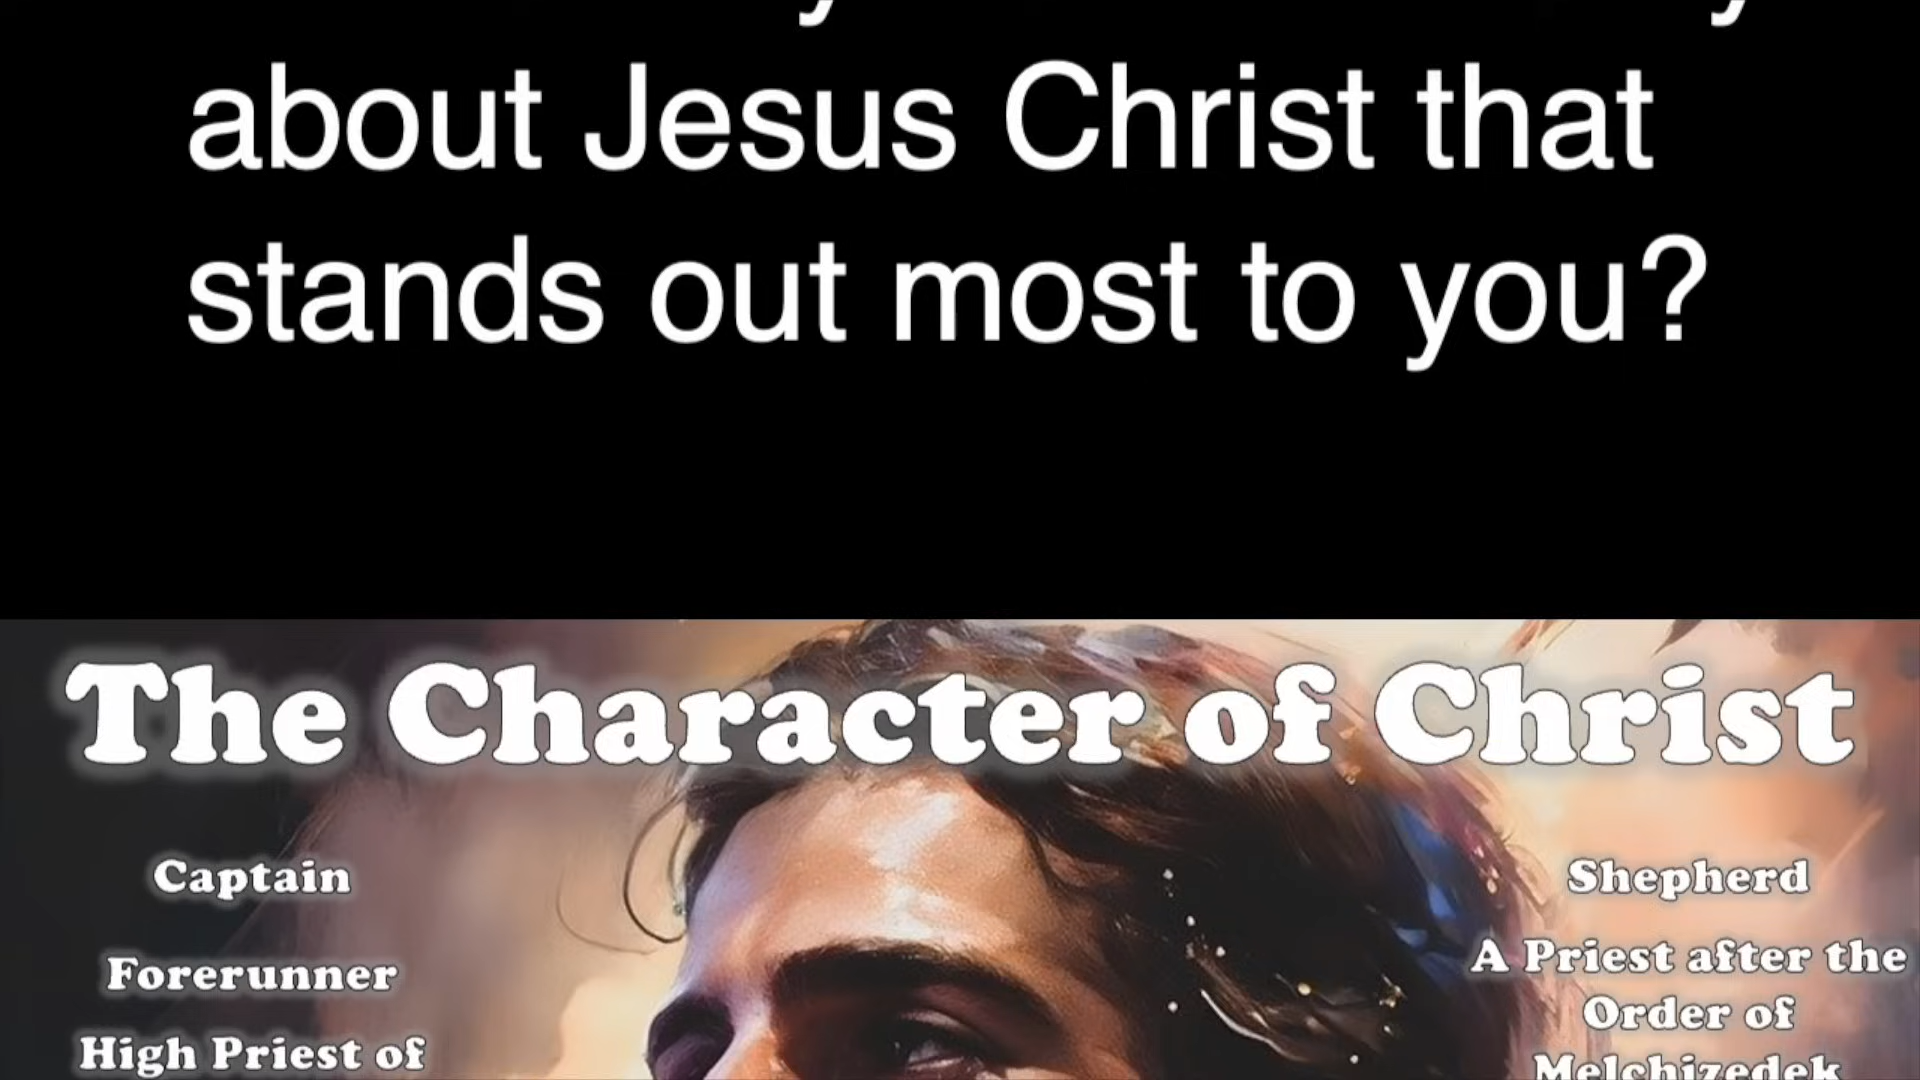 about Jesus Christ that
stands out most to you?
The Character of Christ
Captain
Forerunner
High Priest of
Shepherd
A Priest after the
Order of
Melchizedek